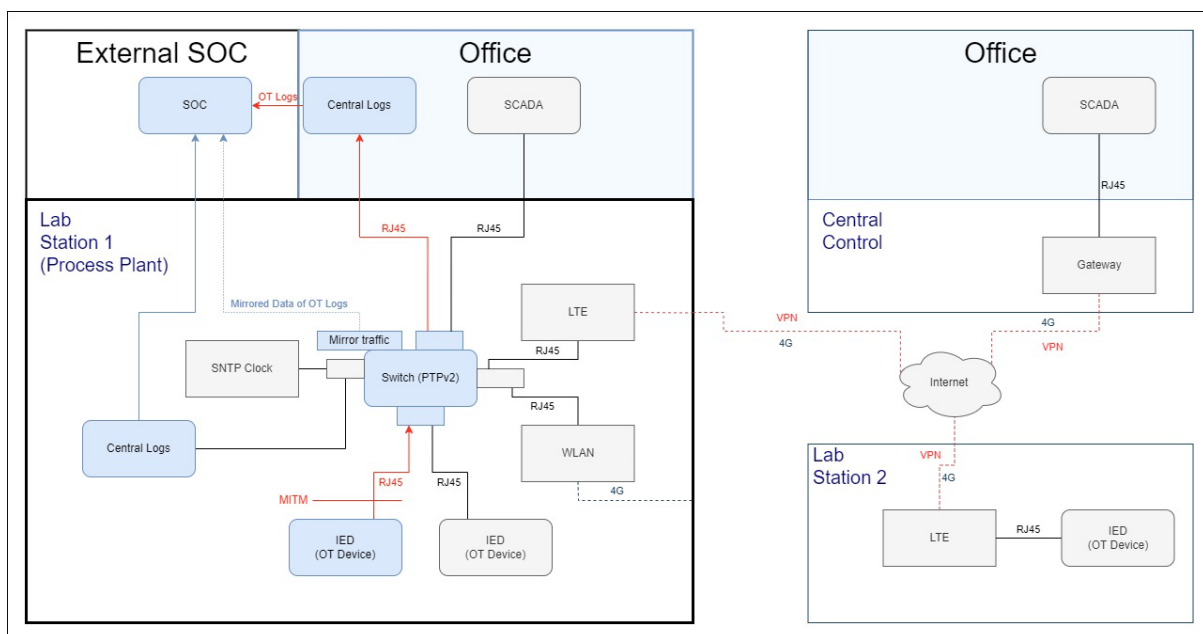 External SOC
Office
Office
SOC
OT Logs
Central Logs
SCADA
SCADA
RJ45
Lab
Station 1
(Process Plant)
RJ45
RJ45
Central
Control
Gateway
LTE
Mirrored Data of OT Logs
Mirror traffic
VPN
4G
4G
VPN
RJ45
SNTP Clock
Switch (PTPv2)
Internet
RJ45
Central Logs
WLAN
Lab
Station 2
VPN
4G
RJ45
RJ45
4G
MITM
IED
(OT Device)
IED
(OT Device)
LTE
RJ45
IED
(OT Device)